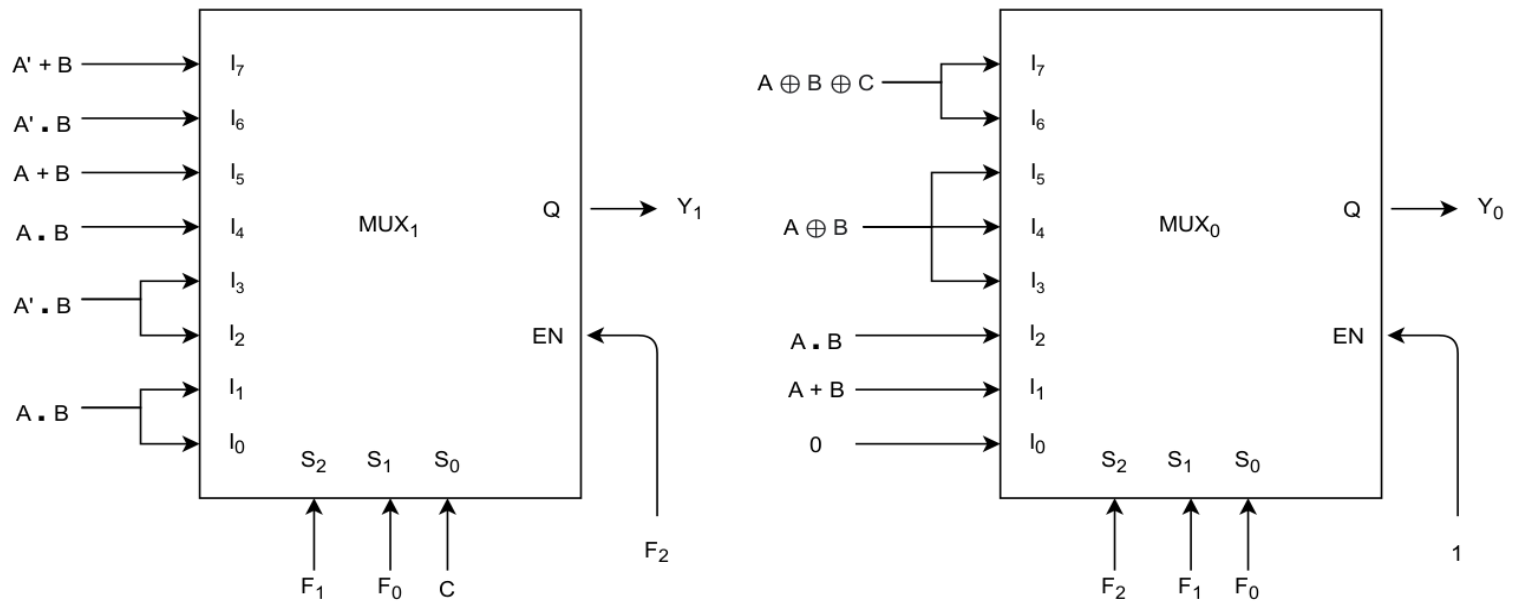 A' + B
I7
A' . B
I6
A + B
I5
A . B
I4
A' . B
I3
I2
A . B
I1
I0
MUX1
Q
Y1
EN
S2 S1 S0
F1 F0 C
F2
A ⊕ B ⊕ C
I7
I6
I5
A ⊕ B
I4
I3
A . B
I2
A + B
I1
0
I0
MUX0
Q
Y0
EN
S2 S1 S0
F2 F1 F0
1